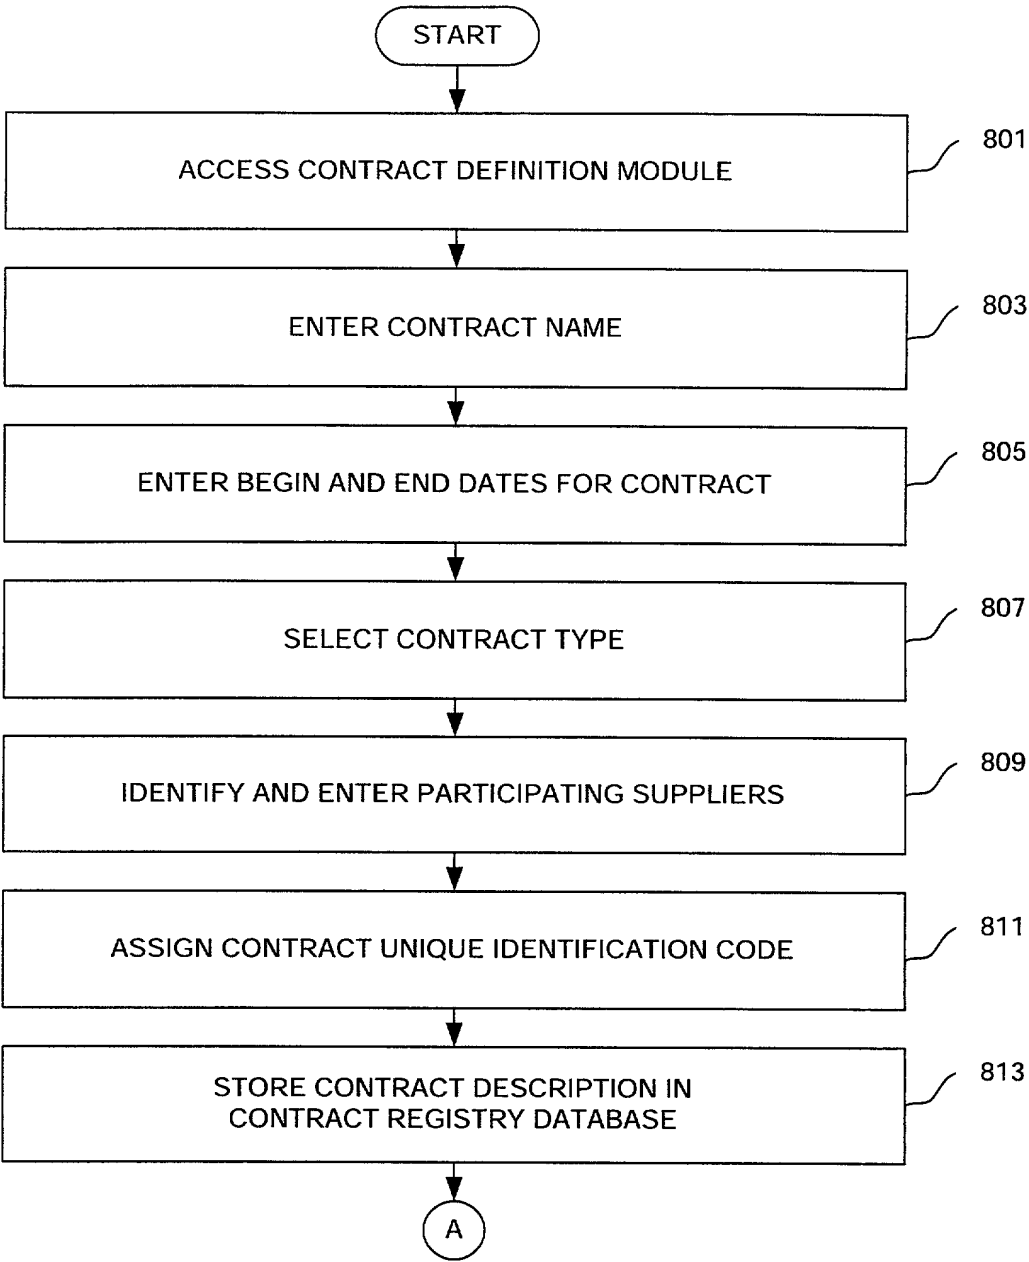 START
ACCESS CONTRACT DEFINITION MODULE
801
ENTER CONTRACT NAME
803
ENTER BEGIN AND END DATES FOR CONTRACT
805
SELECT CONTRACT TYPE
807
IDENTIFY AND ENTER PARTICIPATING SUPPLIERS
809
ASSIGN CONTRACT UNIQUE IDENTIFICATION CODE
811
STORE CONTRACT DESCRIPTION IN
CONTRACT REGISTRY DATABASE
813
A